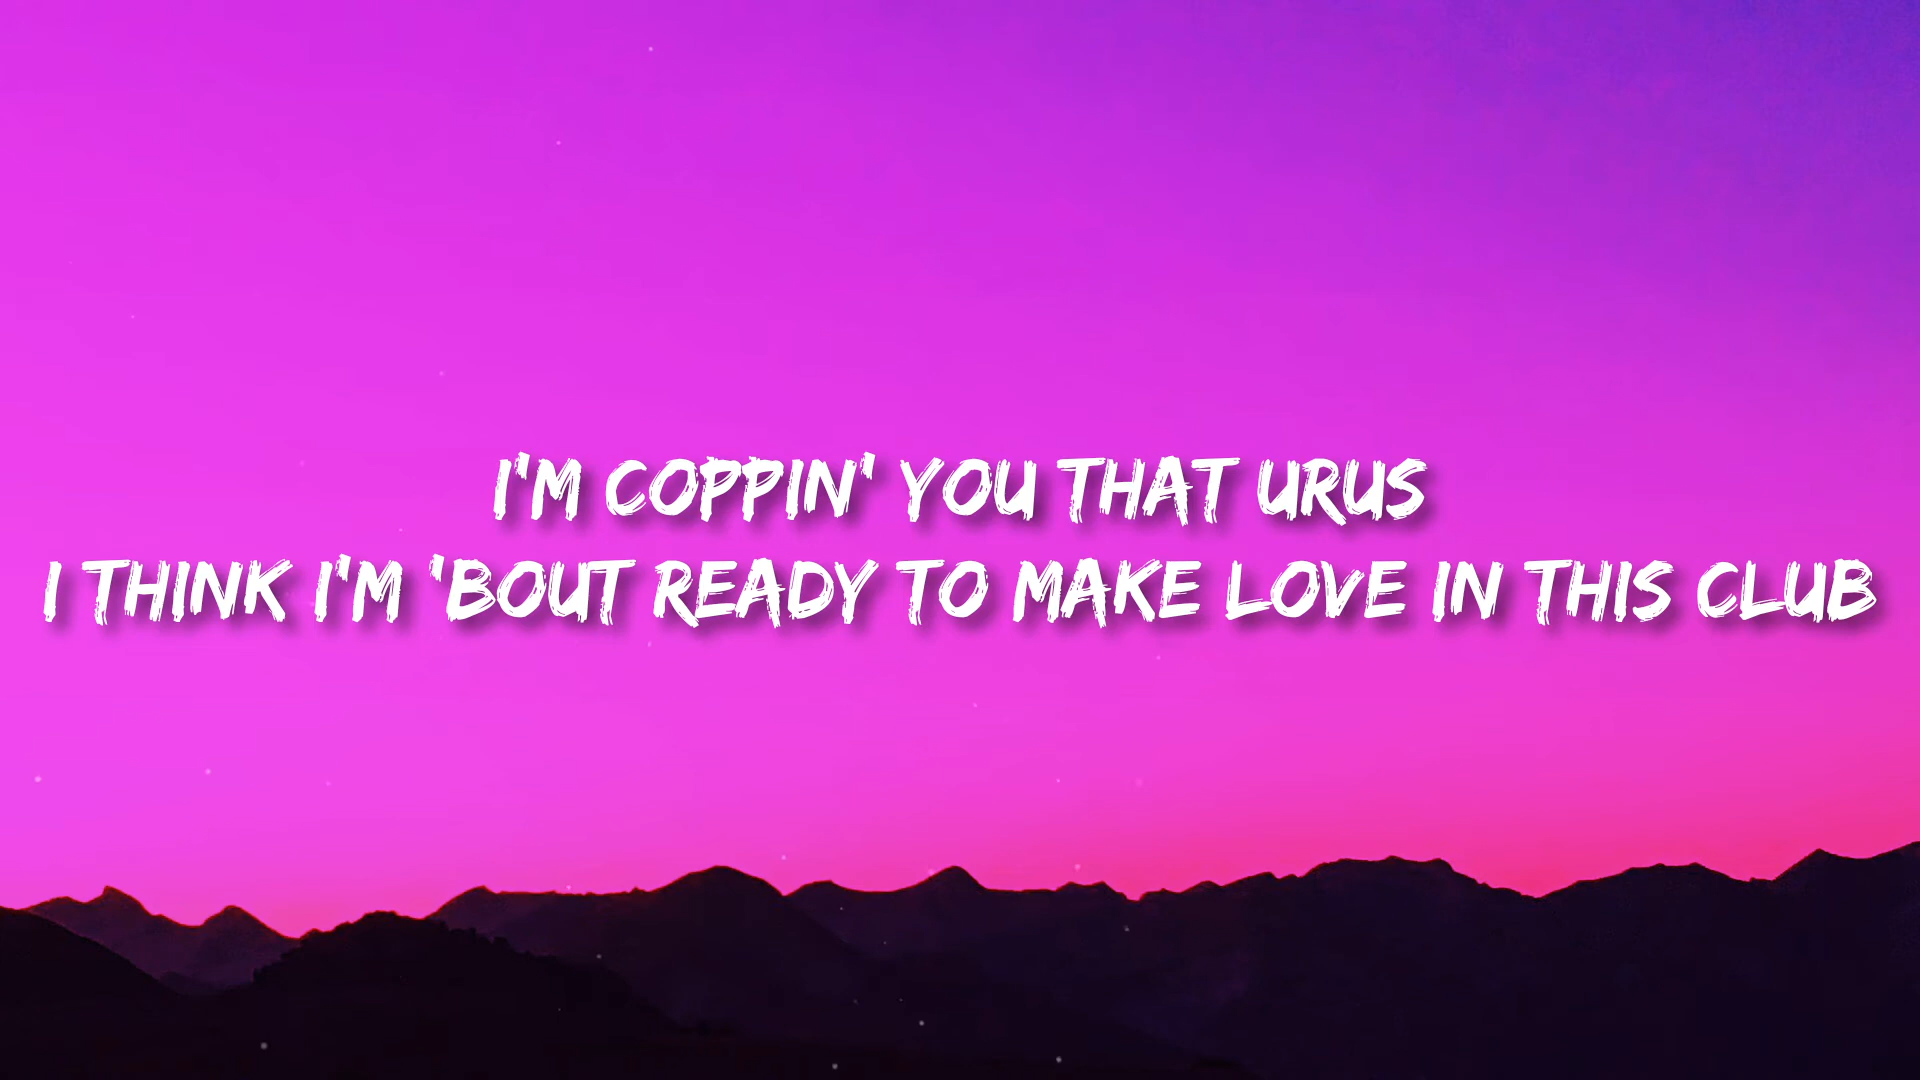 I'M COPPIN' YOU THAT URUS
I THINK I'M 'BOUT READY TO MAKE LOVE IN THIS CLUB